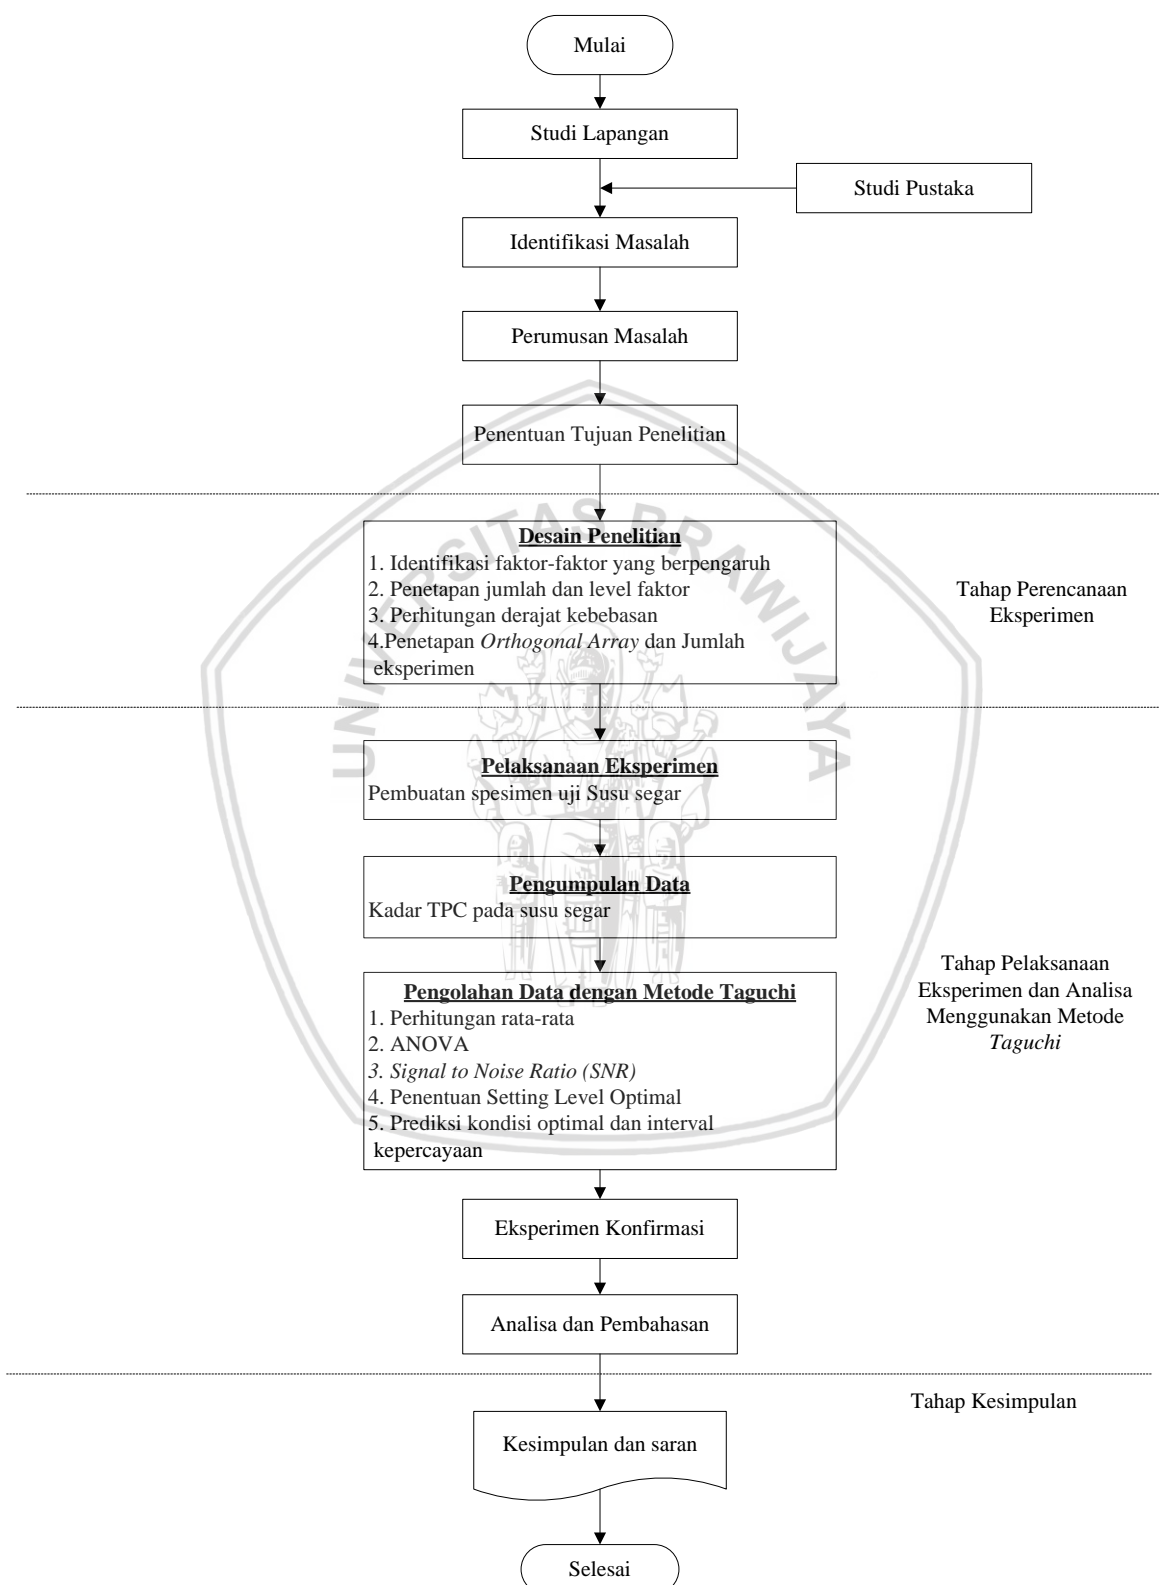 Mulai
Studi Lapangan
Studi Pustaka
Identifikasi Masalah
Perumusan Masalah
Penentuan Tujuan Penelitian
UNIVERSITAS BRAWIJAYA
Desain Penelitian
1. Identifikasi faktor-faktor yang berpengaruh
2. Penetapan jumlah dan level faktor
3. Perhitungan derajat kebebasan
4.Penetapan Orthogonal Array dan Jumlah
eksperimen
Tahap Perencanaan
Eksperimen
Pelaksanaan Eksperimen
Pembuatan spesimen uji Susu segar
Pengumpulan Data
Kadar TPC pada susu segar
Pengolahan Data dengan Metode Taguchi
1. Perhitungan rata-rata
2. ANOVA
3. Signal to Noise Ratio (SNR)
4. Penentuan Setting Level Optimal
5. Prediksi kondisi optimal dan interval
kepercayaan
Tahap Pelaksanaan
Eksperimen dan Analisa
Menggunakan Metode
Taguchi
Eksperimen Konfirmasi
Analisa dan Pembahasan
Tahap Kesimpulan
Kesimpulan dan saran
Selesai